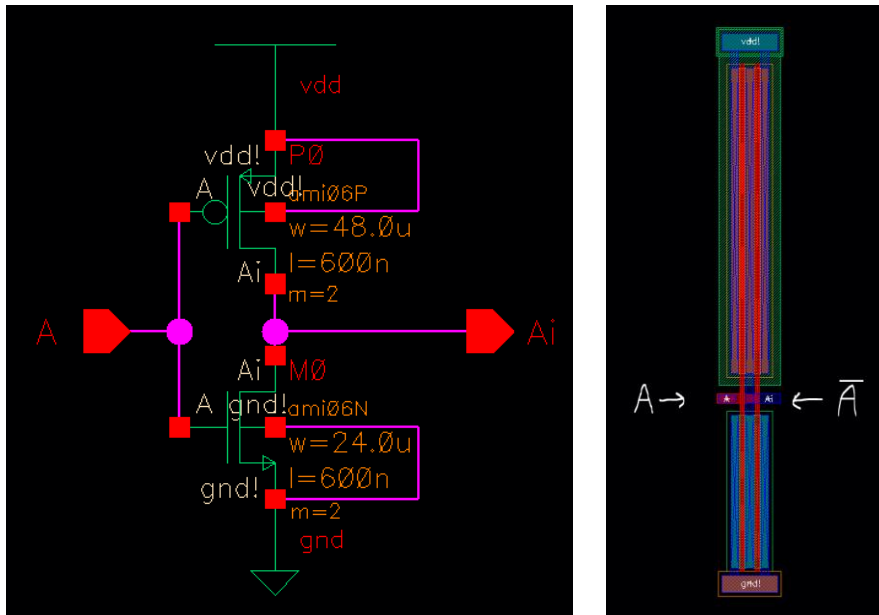 vdd
vdd!
P0
A
vdd!
ami06P
w=48.0u
l=600n
Ai
m=2
A
Ai
Ai
M0
A
gnd!
ami06N
w=24.0u
l=600n
gnd!
m=2
gnd
vdd!
A →
A
Ai
← A̅
gnd!